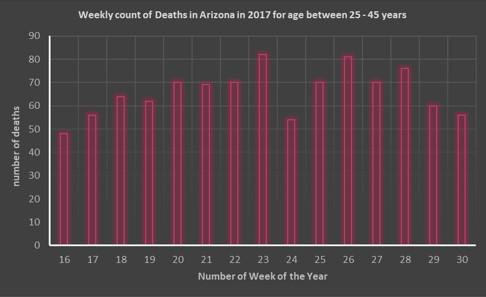 Weekly count of Deaths in Arizona in 2017 for age between 25 - 45 years
90
80
70
60
50
40
30
20
10
0
number of deaths
16 17 18 19 20 21 22 23 24 25 26 27 28 29 30
Number of Week of the Year